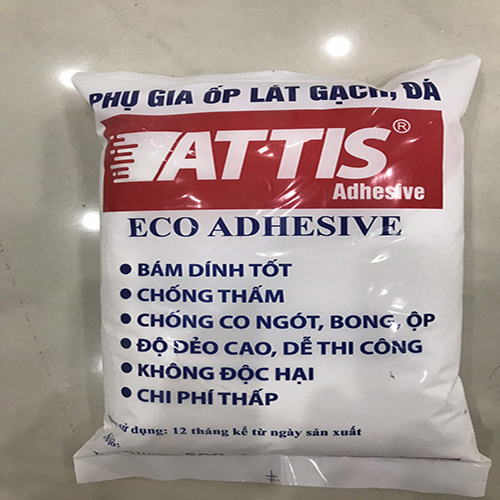 PHỤ GIA ỐP LÁT GẠCH, ĐÁ
TATTIS®
Adhesive
ECO ADHESIVE
• BÁM DÍNH TỐT
• CHỐNG THẤM
• CHỐNG CO NGÓT, BONG, ỘP
• ĐỘ DẺO CAO, DỄ THI CÔNG
• KHÔNG ĐỘC HẠI
• CHI PHÍ THẤP
sử dụng: 12 tháng kể từ ngày sản xuất